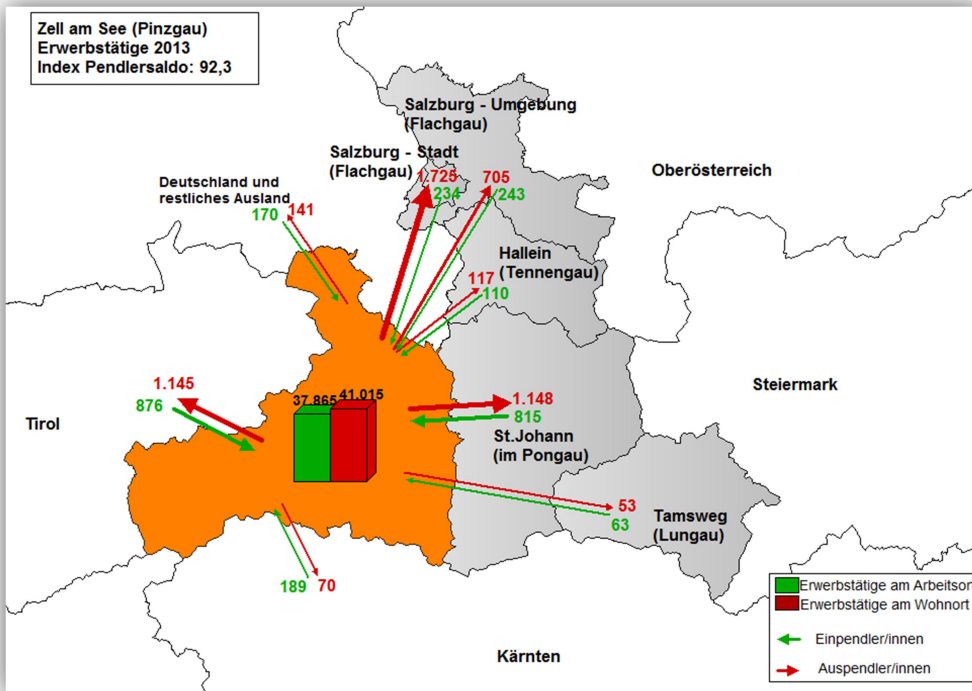 Zell am See (Pinzgau)
Erwerbstätige 2013
Index Pendlersaldo: 92,3
Salzburg - Umgebung
(Flachgau)
Salzburg - Stadt
(Flachgau)
1.725
234
705
243
Oberösterreich
Deutschland und
restliches Ausland
170
141
Hallein
(Tennengau)
117
110
1.145
876
37.865
41.015
1.148
815
St.Johann
(im Pongau)
Steiermark
Tirol
53
63
Tamsweg
(Lungau)
189
70
Kärnten
Erwerbstätige am Arbeitsor
Erwerbstätige am Wohnort
Einpendler/innen
Auspendler/innen